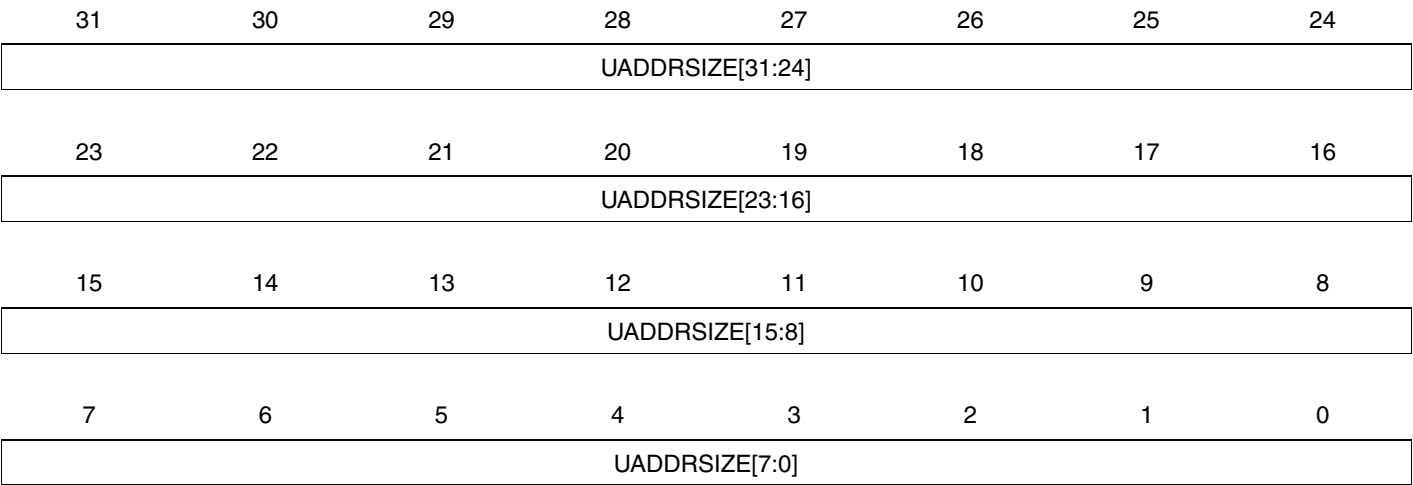 31 30 29 28 27 26 25 24
UADDRSIZE[31:24]
23 22 21 20 19 18 17 16
UADDRSIZE[23:16]
15 14 13 12 11 10 9 8
UADDRSIZE[15:8]
7 6 5 4 3 2 1 0
UADDRSIZE[7:0]